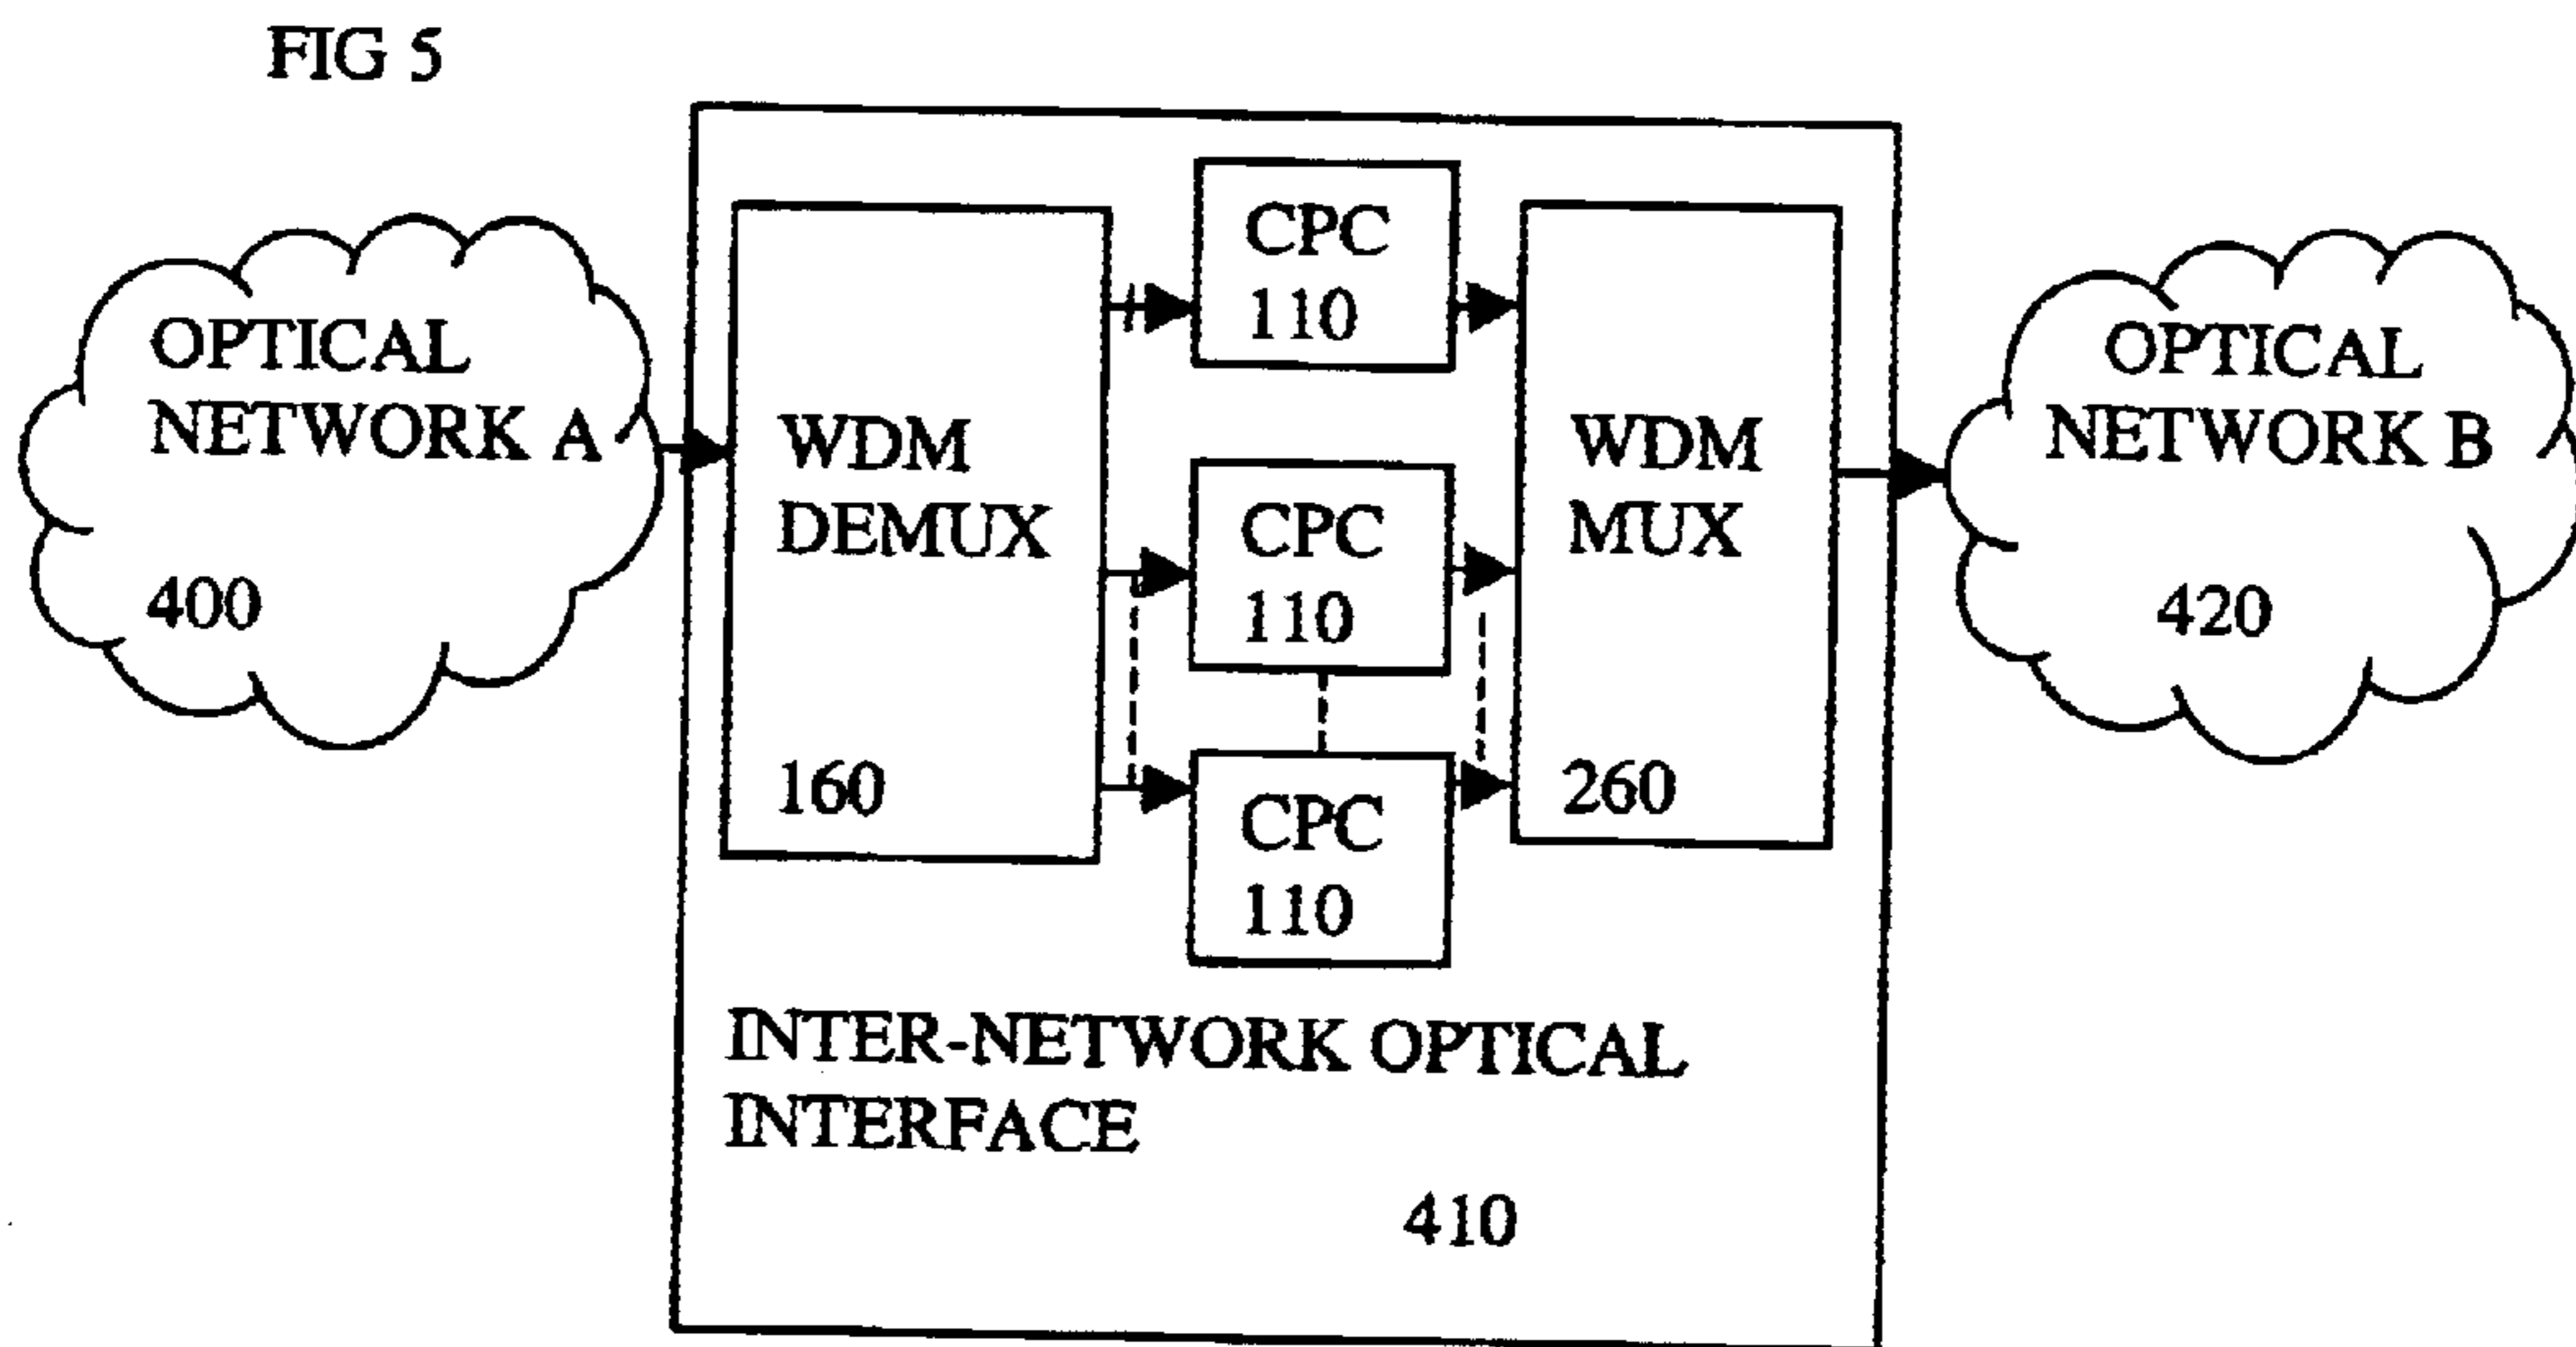 FIG 5
OPTICAL
NETWORK A
400
WDM
DEMUX
160
CPC
110
CPC
110
CPC
110
WDM
MUX
260
INTER-NETWORK OPTICAL
INTERFACE
410
OPTICAL
NETWORK B
420